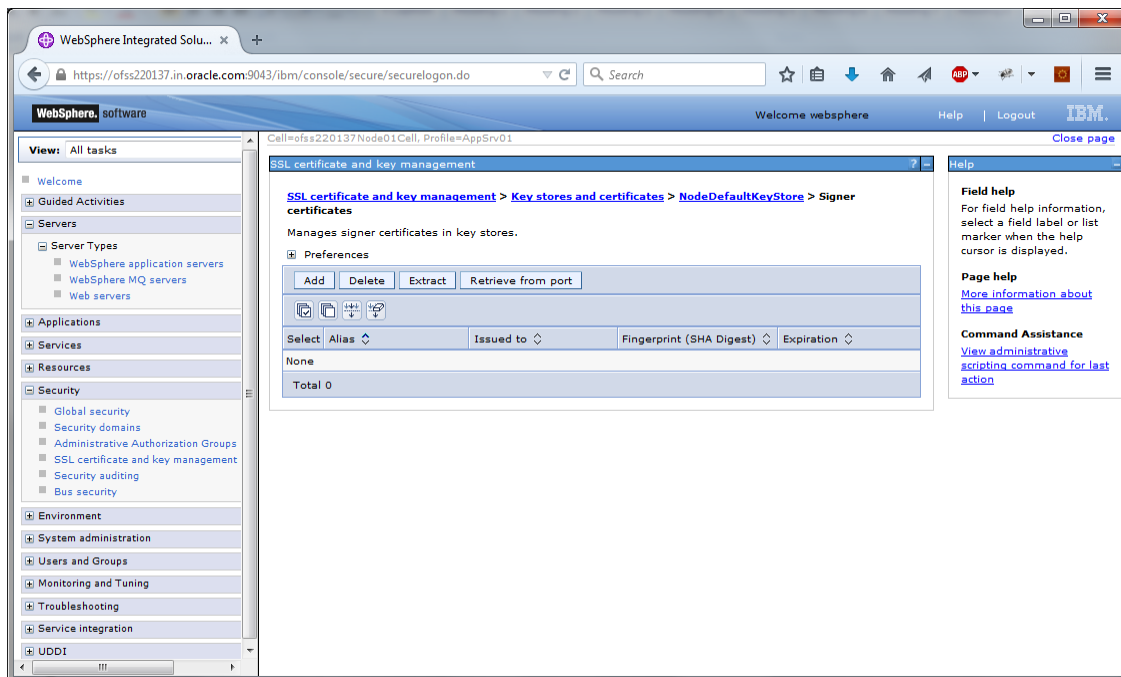 WebSphere Integrated Solu...
https://ofss220137.in.oracle.com:9043/ibm/console/secure/securelogon.do
Search
ABP
WebSphere. software
Welcome websphere
Help | Logout
IBM.
View: All tasks
Welcome
Guided Activities
Servers
Server Types
WebSphere application servers
WebSphere MQ servers
Web servers
Applications
Services
Resources
Security
Global security
Security domains
Administrative Authorization Groups
SSL certificate and key management
Security auditing
Bus security
Environment
System administration
Users and Groups
Monitoring and Tuning
Troubleshooting
Service integration
UDDI
Cell=ofss220137Node01Cell, Profile=AppSrv01
Close page
SSL certificate and key management
SSL certificate and key management > Key stores and certificates > NodeDefaultKeyStore > Signer
certificates
Manages signer certificates in key stores.
Preferences
Add Delete Extract Retrieve from port
Select Alias Issued to Fingerprint (SHA Digest) Expiration
None
Total 0
Help
Field help
For field help information,
select a field label or list
marker when the help
cursor is displayed.
Page help
More information about
this page
Command Assistance
View administrative
scripting command for last
action